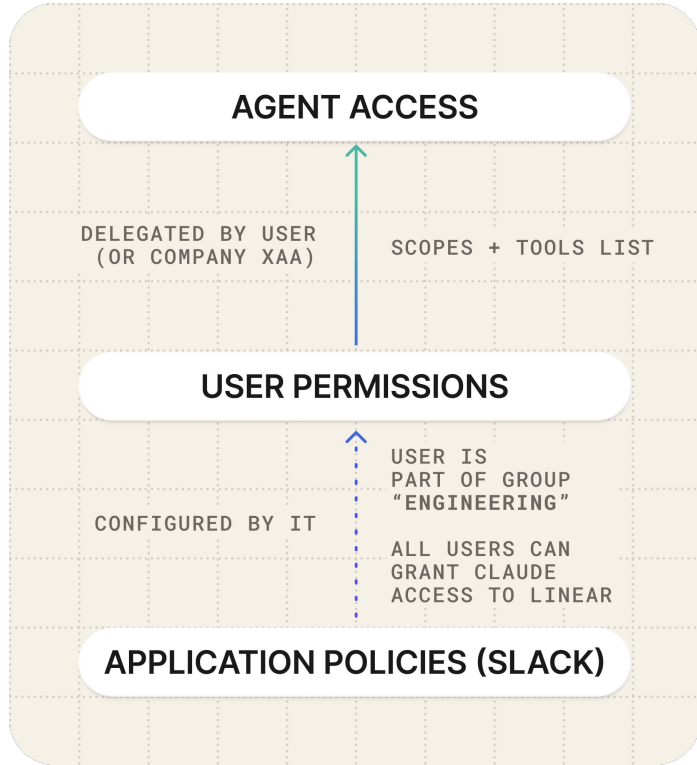 AGENT ACCESS
DELEGATED BY USER
(OR COMPANY XAA)
SCOPES + TOOLS LIST
USER PERMISSIONS
CONFIGURED BY IT
USER IS
PART OF GROUP
“ENGINEERING”
ALL USERS CAN
GRANT CLAUDE
ACCESS TO LINEAR
APPLICATION POLICIES (SLACK)